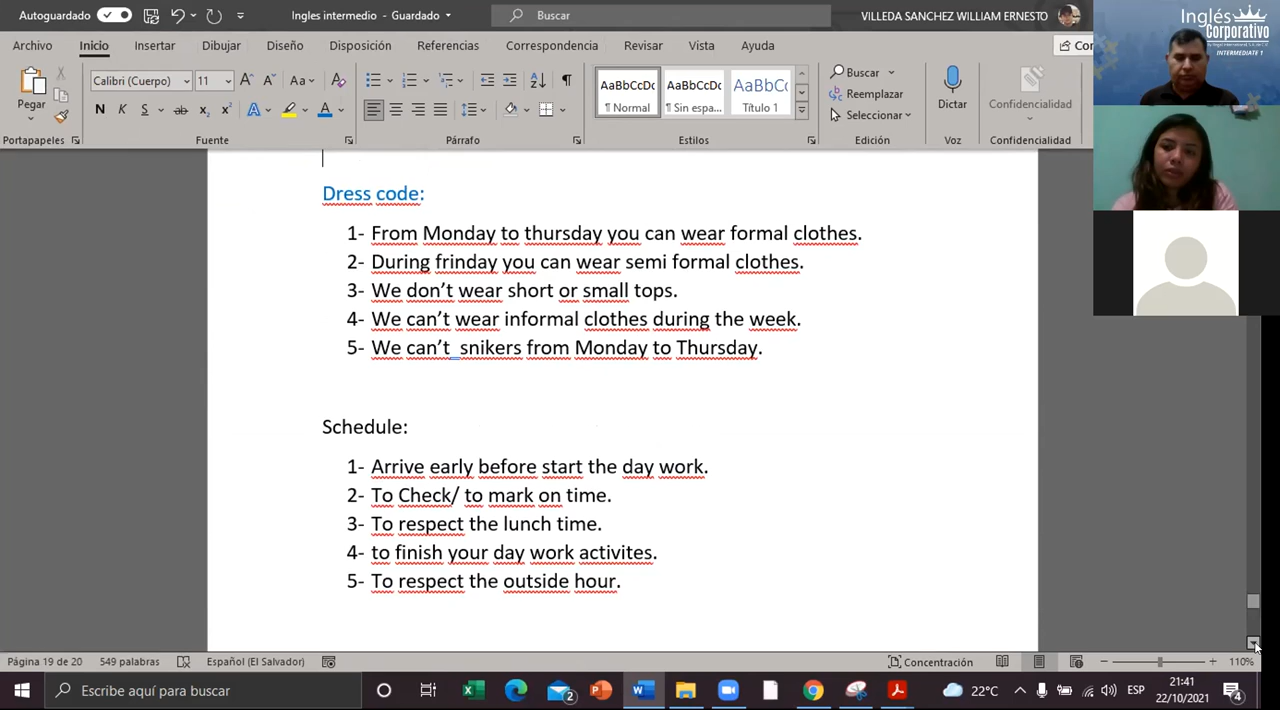 Autoguardado
Ingles intermedio - Guardado
Buscar
VILLEDA SANCHEZ WILLIAM ERNESTO
Archivo Inicio Insertar Dibujar Diseño Disposición Referencias Correspondencia Revisar Vista Ayuda
Pegar
Calibri (Cuerpo) 11
N K S ab x₂ x²
Portapapeles Fuente Párrafo Estilos Edición Voz Confidencialidad
AaBbCcDc AaBbCcDc AaBbCc
¶ Normal ¶ Sin espa... Título 1
Buscar
Reemplazar
Seleccionar
Dictar
Confidencialidad
Inglés
Corporativo
INTERMEDIATE 1
Dress code:
1- From Monday to thursday you can wear formal clothes.
2- During frinday you can wear semi formal clothes.
3- We don't wear short or small tops.
4- We can't wear informal clothes during the week.
5- We can't snikers from Monday to Thursday.
Schedule:
1- Arrive early before start the day work.
2- To Check/ to mark on time.
3- To respect the lunch time.
4- to finish your day work activites.
5- To respect the outside hour.
Página 19 de 20 549 palabras Español (El Salvador) Concentración 110%
Escribe aquí para buscar
2
22°C
ESP
21:41
22/10/2021
4